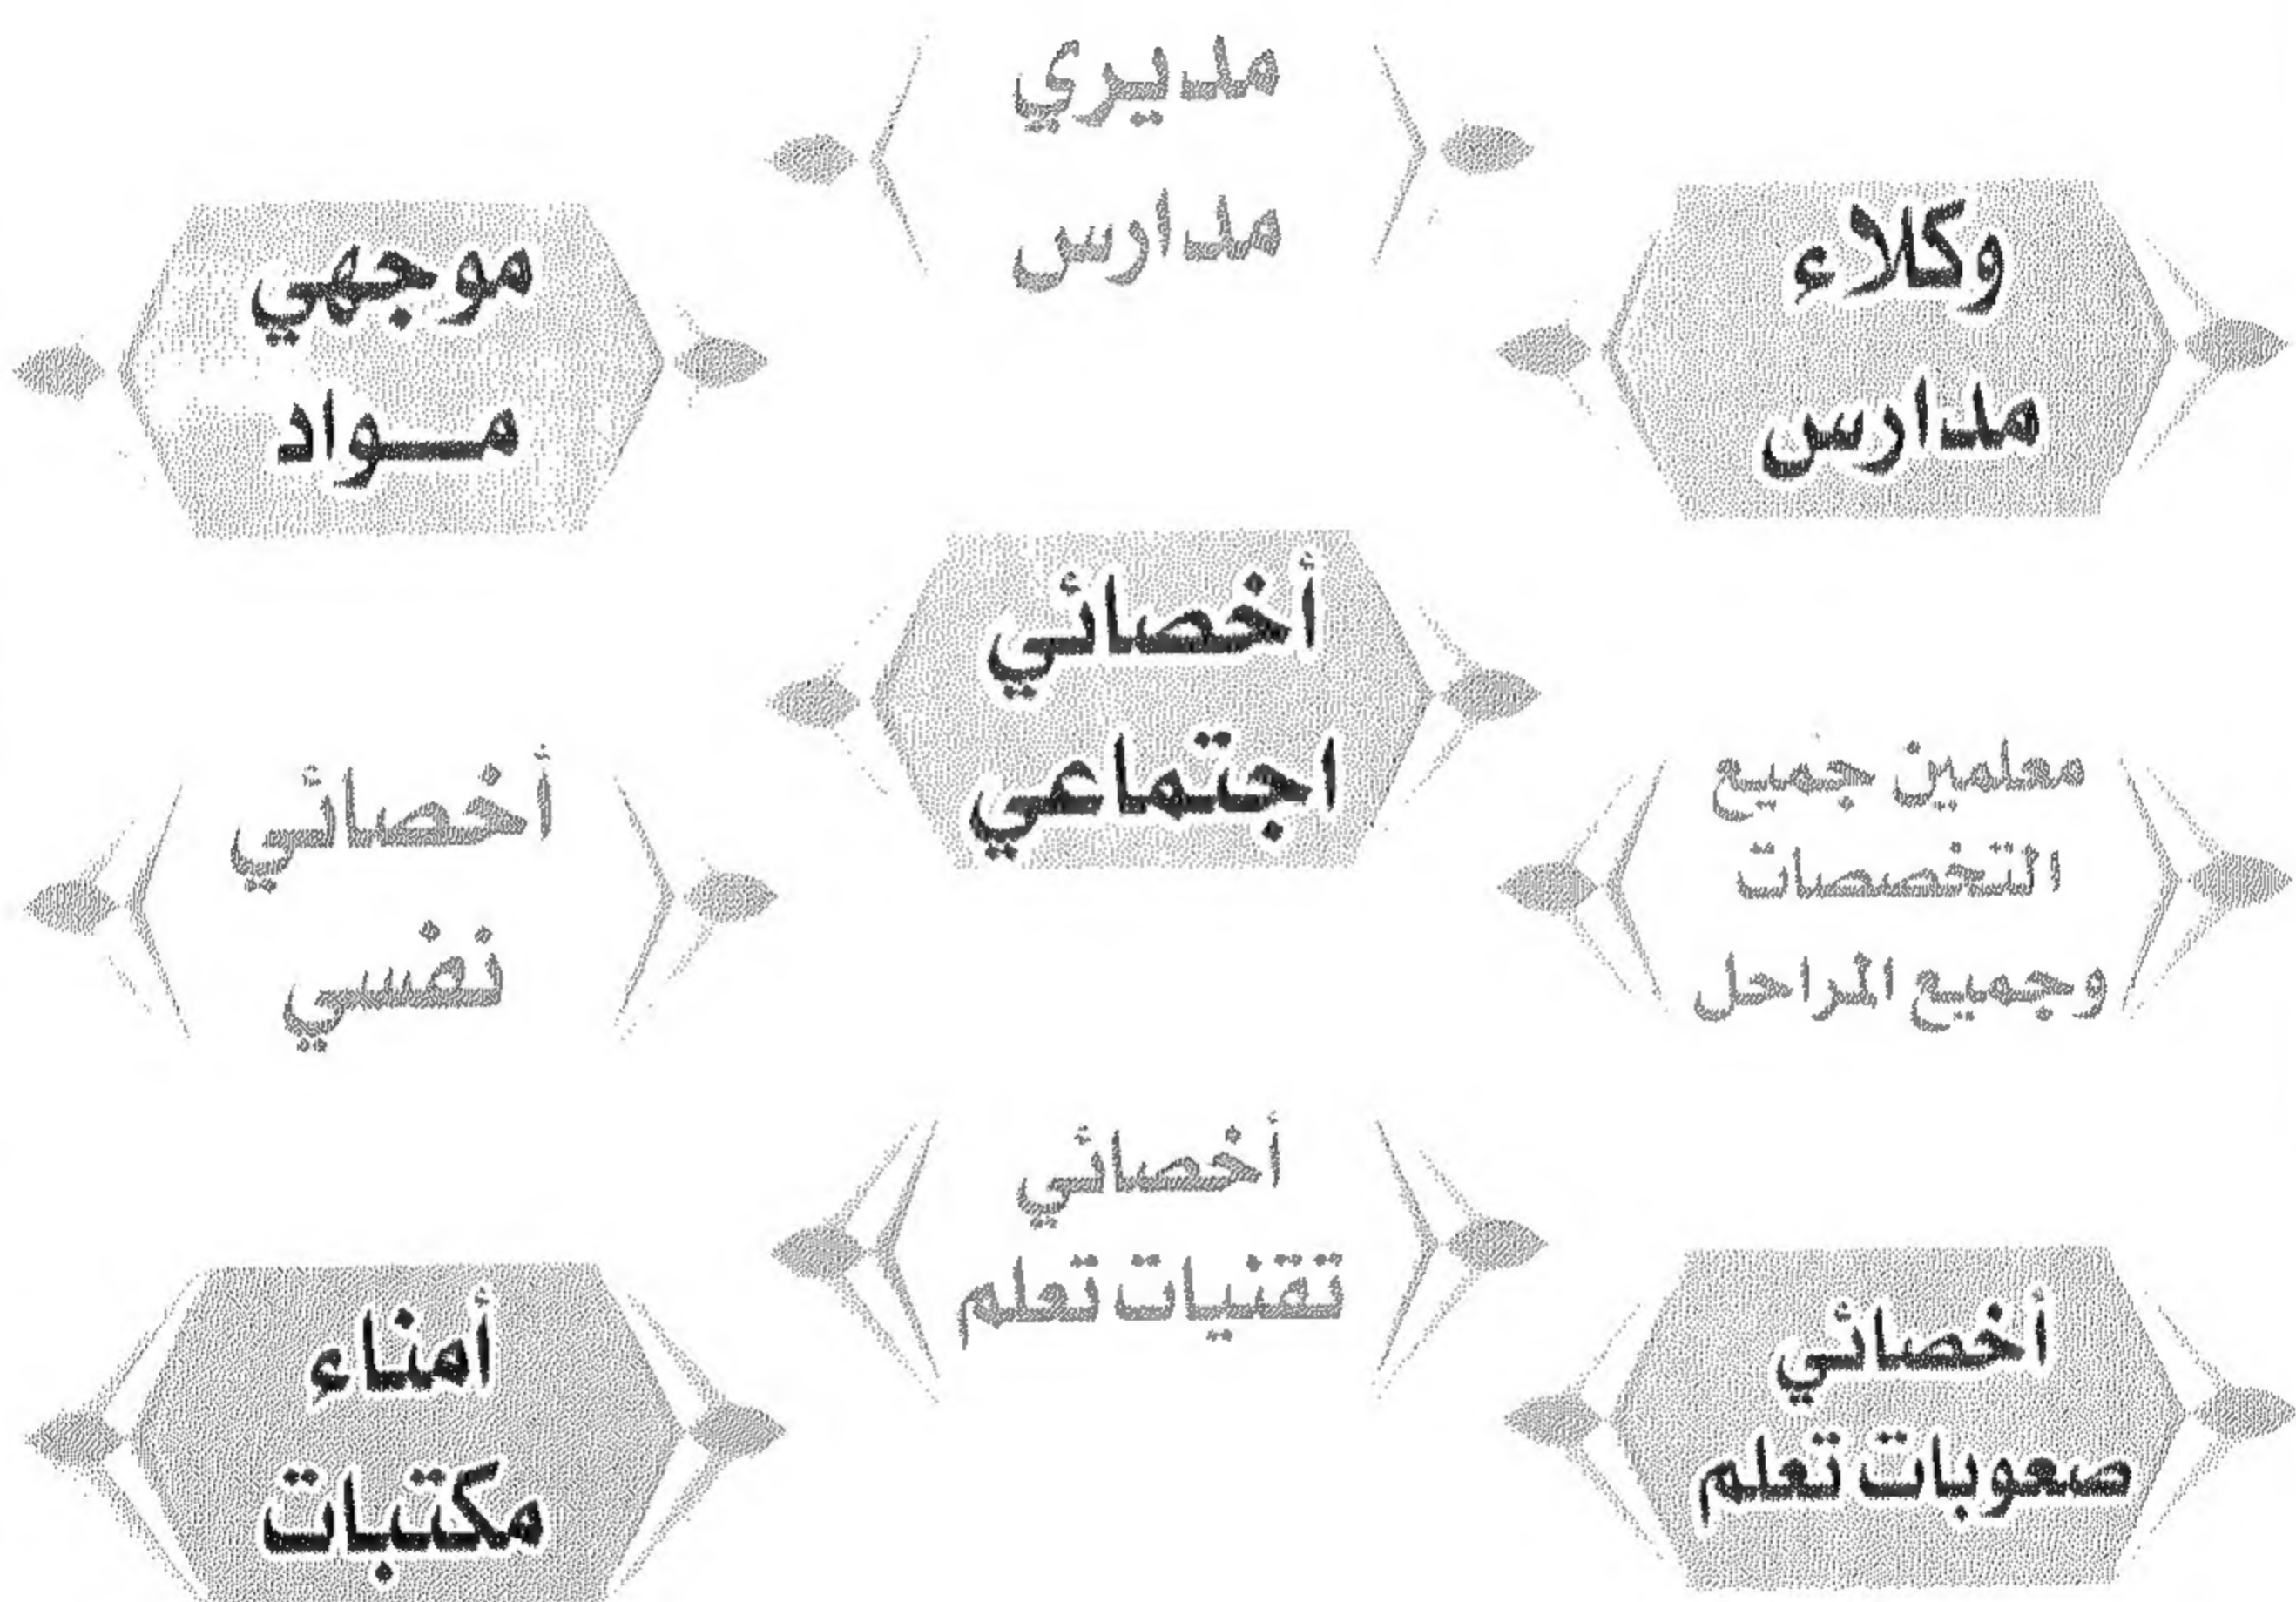 مديري
مدارس
وكلاء
مدارس
موجهي
مـــواد
أخصائي
اجتماعي
معلمين جميع
التخصصات
وجميع المراحل
أخصائي
نفسي
أخصائي
تقنيات تعلم
أخصائي
صعوبات تعلم
أمناء
مكتبات